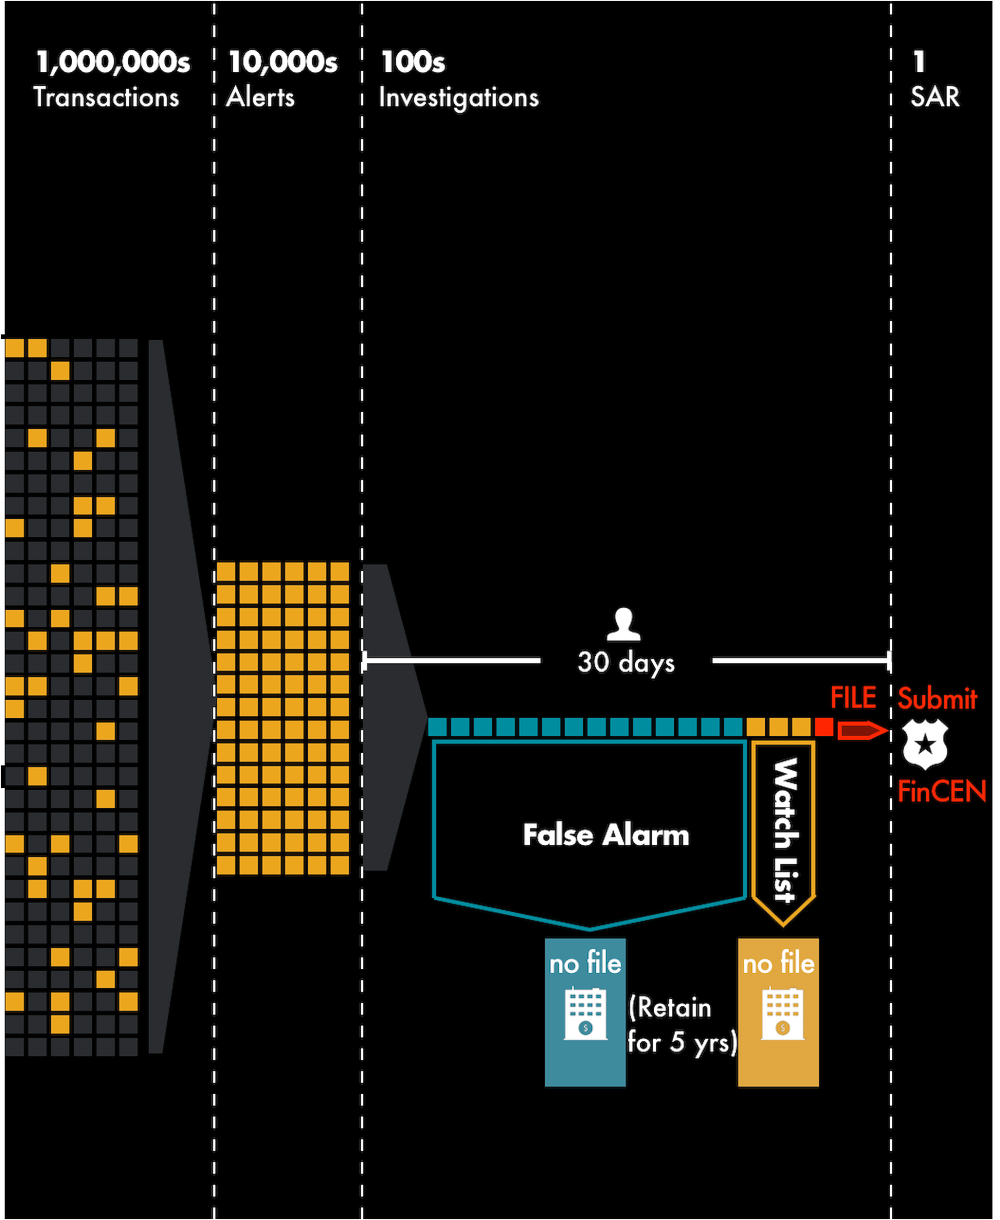 1,000,000s
Transactions
10,000s
Alerts
100s
Investigations
1
SAR
30 days
FILE
Submit
FinCEN
False Alarm
Watch List
no file
(Retain
for 5 yrs)
no file